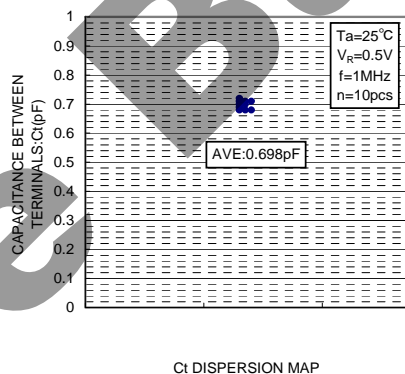 1
0.9
0.8
0.7
0.6
0.5
0.4
0.3
0.2
0.1
0
CAPACITANCE BETWEEN
TERMINALS:Ct(pF)
Ta=25°C
VR=0.5V
f=1MHz
n=10pcs
AVE:0.698pF
Ct DISPERSION MAP